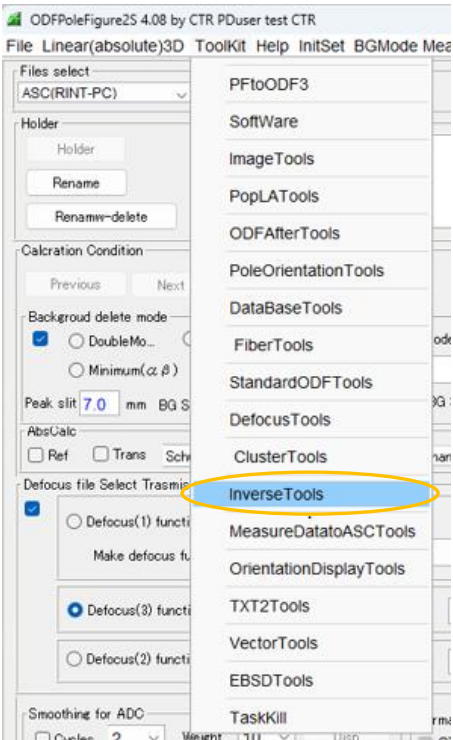 ODFPoleFigure2S 4.08 by CTR PDuser test CTR
File Linear(absolute)3D ToolKit Help InitSet BGMode Mea
Files select
ASC(RINT-PC)
Holder
Holder
Rename
Renamw-delete
Calcration Condition
Previous Next
Backgroud delete mode
DoubleMo...
Minimum(α β)
Peak slit 7.0 mm BG S
AbsCalc
Ref Trans Sch
Defocus file Select Trasmis
Defocus(1) functi
Make defocus fu
Defocus(3) functi
Defocus(2) functi
Smoothing for ADC
Cycles 2 Weight 10 Disp
PFtoODF3
SoftWare
ImageTools
PopLATools
ODFAfterTools
PoleOrientationTools
DataBaseTools
FiberTools
StandardODFTools
DefocusTools
ClusterTools
InverseTools
MeasureDatatoASCTools
OrientationDisplayTools
TXT2Tools
VectorTools
EBSDTools
TaskKill